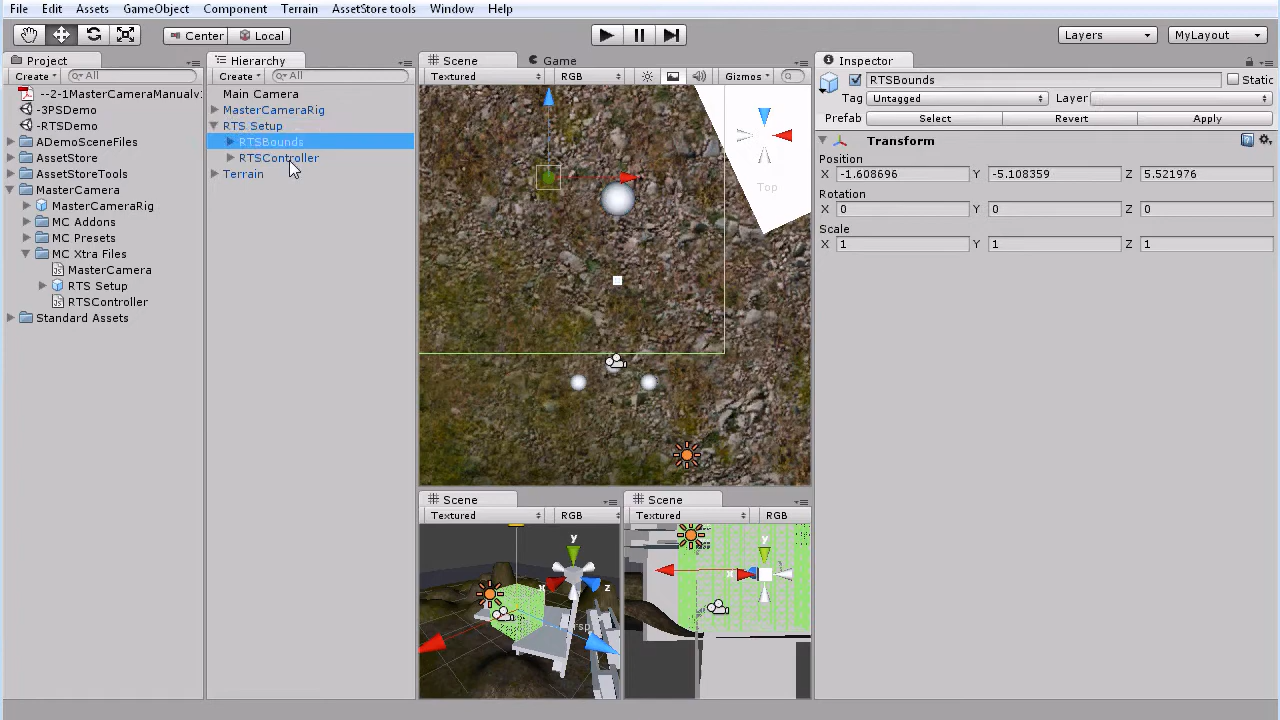 File Edit Assets GameObject Component Terrain AssetStore tools Window Help
Center Local Layers MyLayout
Project
Create All
--2-1MasterCameraManualv
-3PSDemo
-RTSDemo
ADemoSceneFiles
AssetStore
AssetStoreTools
MasterCamera
MasterCameraRig
MC Addons
MC Presets
MC Xtra Files
MasterCamera
RTS Setup
RTSController
Standard Assets
Hierarchy
Create All
Main Camera
MasterCameraRig
RTS Setup
RTSBounds
RTSController
Terrain
Scene Game
Textured RGB Gizmos
Top
Scene
Textured RGB
y
x z
Scene
Textured RGB
y
x
Inspector
RTSBounds Static
Tag Untagged Layer
Prefab Select Revert Apply
Transform
Position
X -1.608696 Y -5.108359 Z 5.521976
Rotation
X 0 Y 0 Z 0
Scale
X 1 Y 1 Z 1